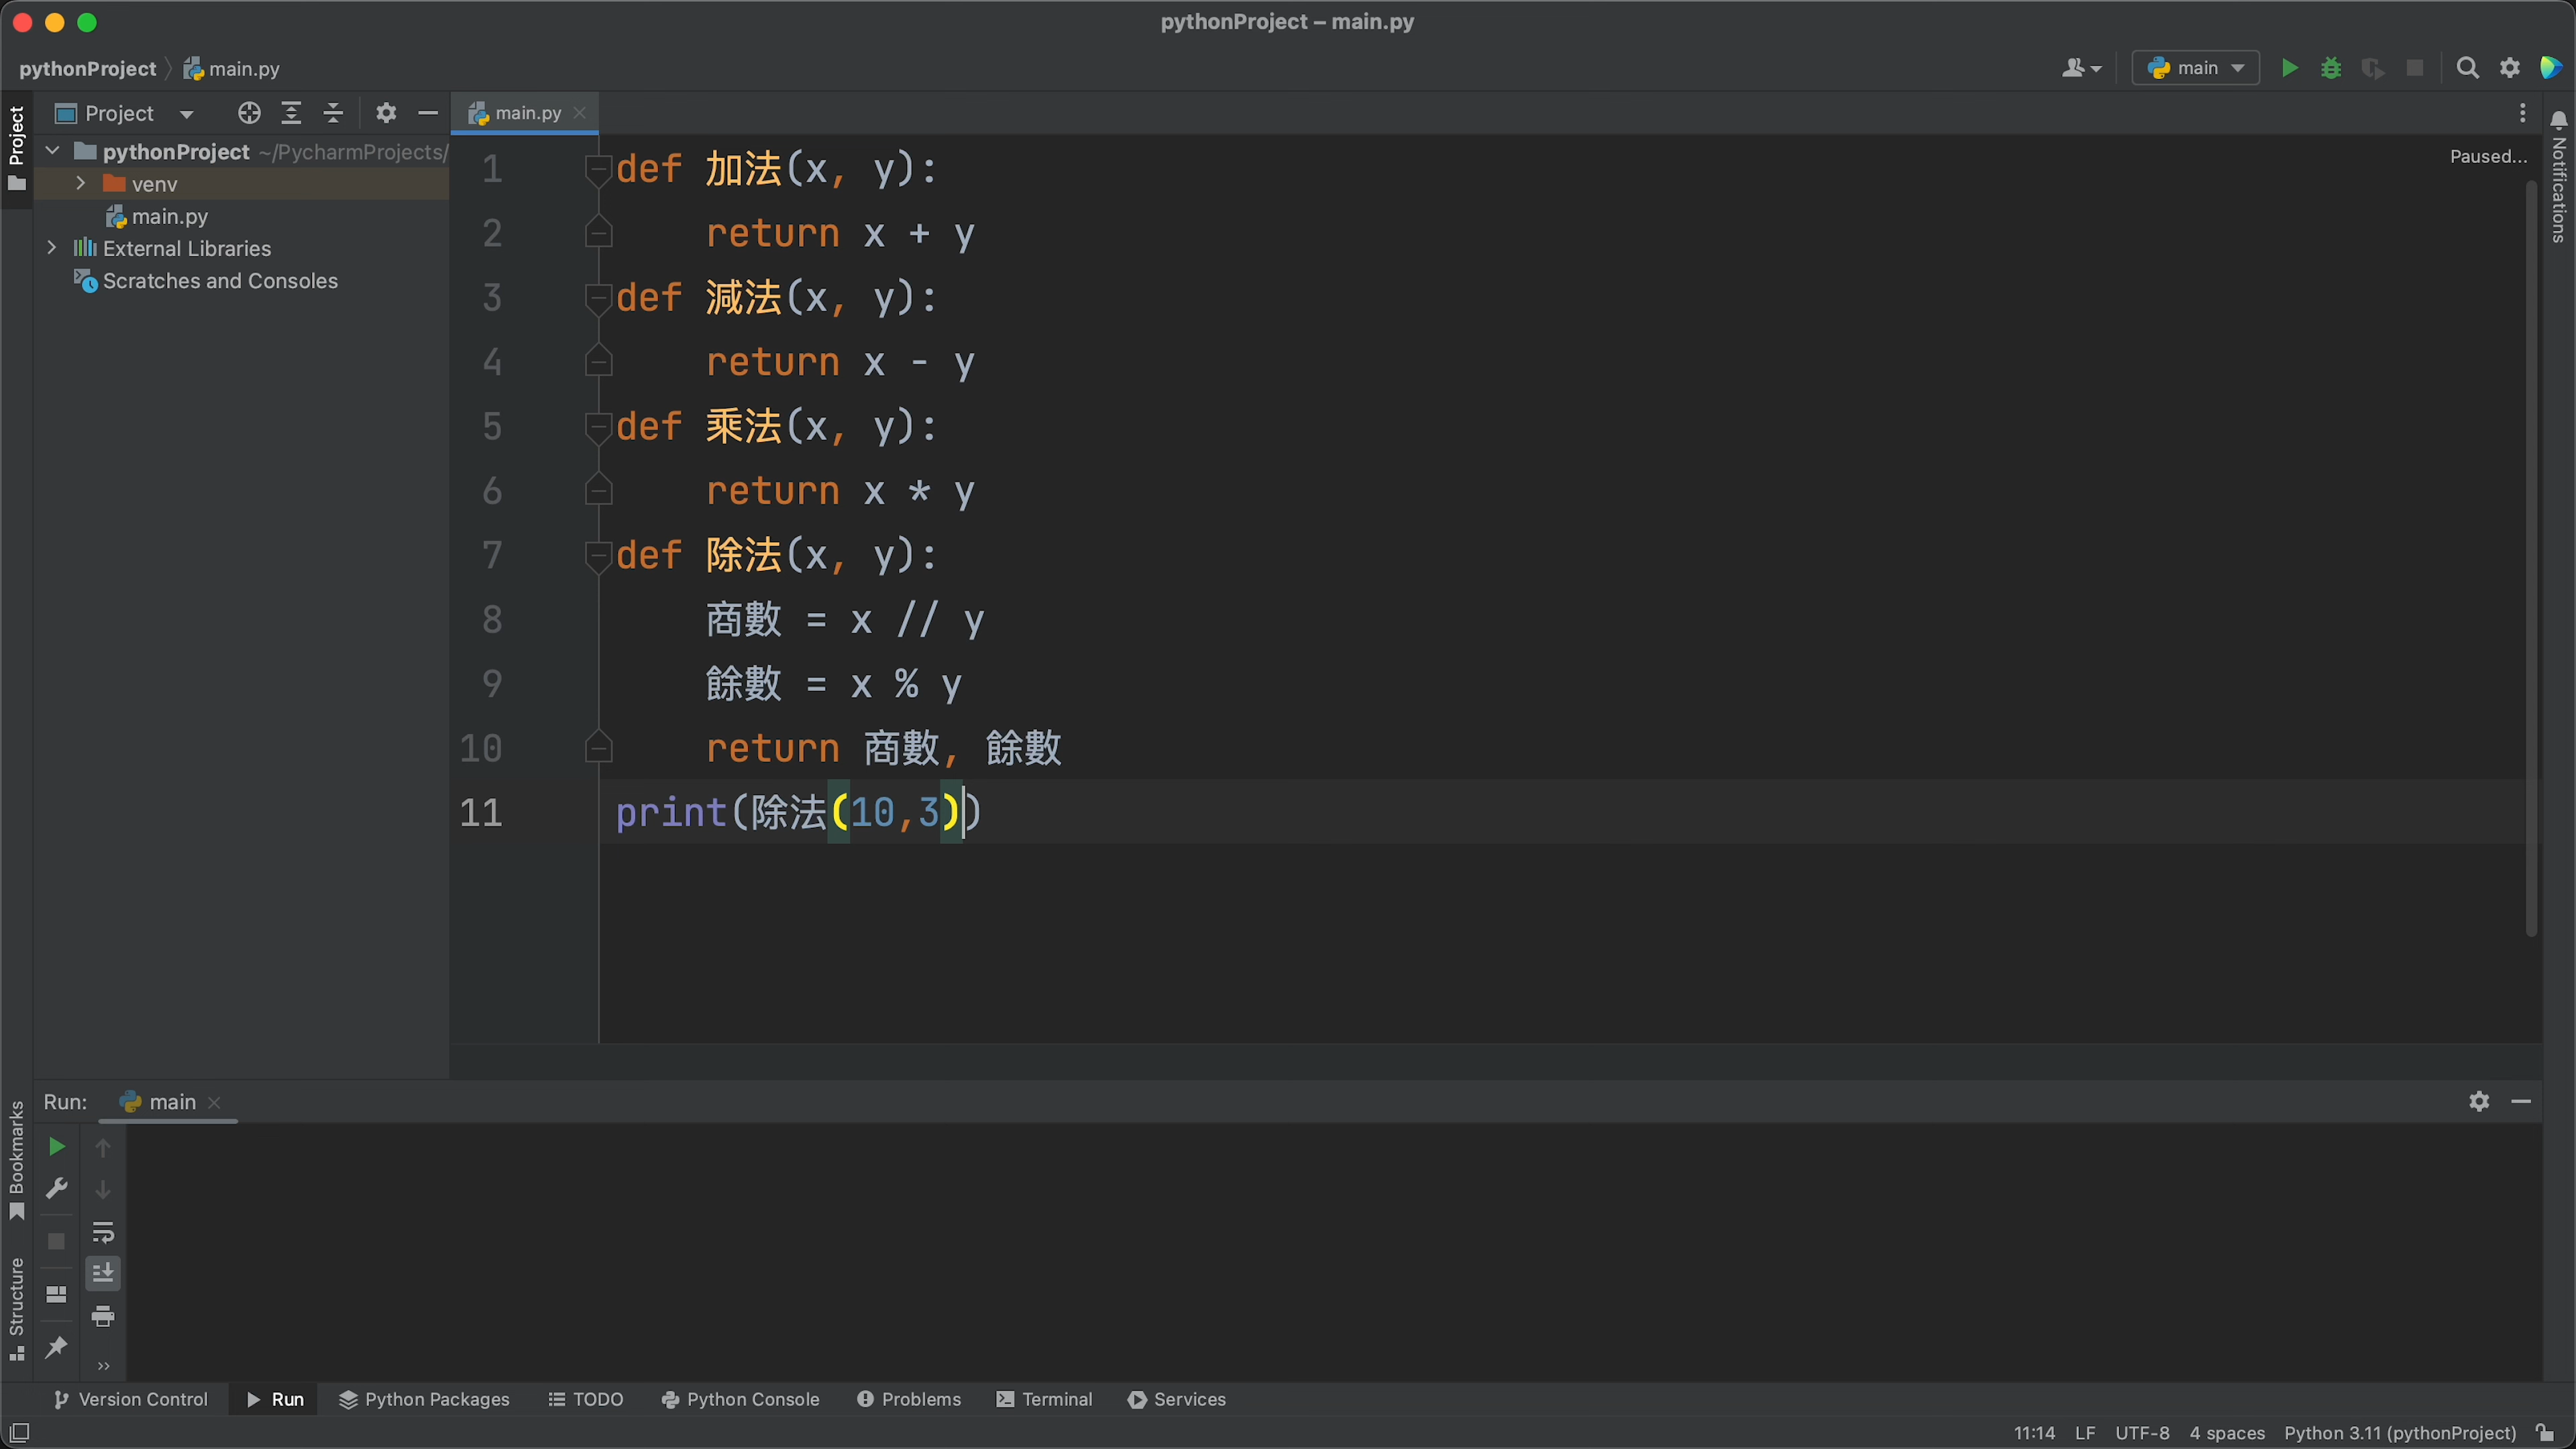 pythonProject – main.py
pythonProject main.py
main
Project
main.py
Paused...
Project
pythonProject ~/PycharmProjects/
venv
main.py
External Libraries
Scratches and Consoles
Notifications
1 def 加法(x, y):
2 return x + y
3 def 減法(x, y):
4 return x - y
5 def 乘法(x, y):
6 return x * y
7 def 除法(x, y):
8 商數 = x // y
9 餘數 = x % y
10 return 商數, 餘數
11 print(除法(10,3))
Run: main
Bookmarks
Structure
Version Control Run Python Packages TODO Python Console Problems Terminal Services
11:14 LF UTF-8 4 spaces Python 3.11 (pythonProject)